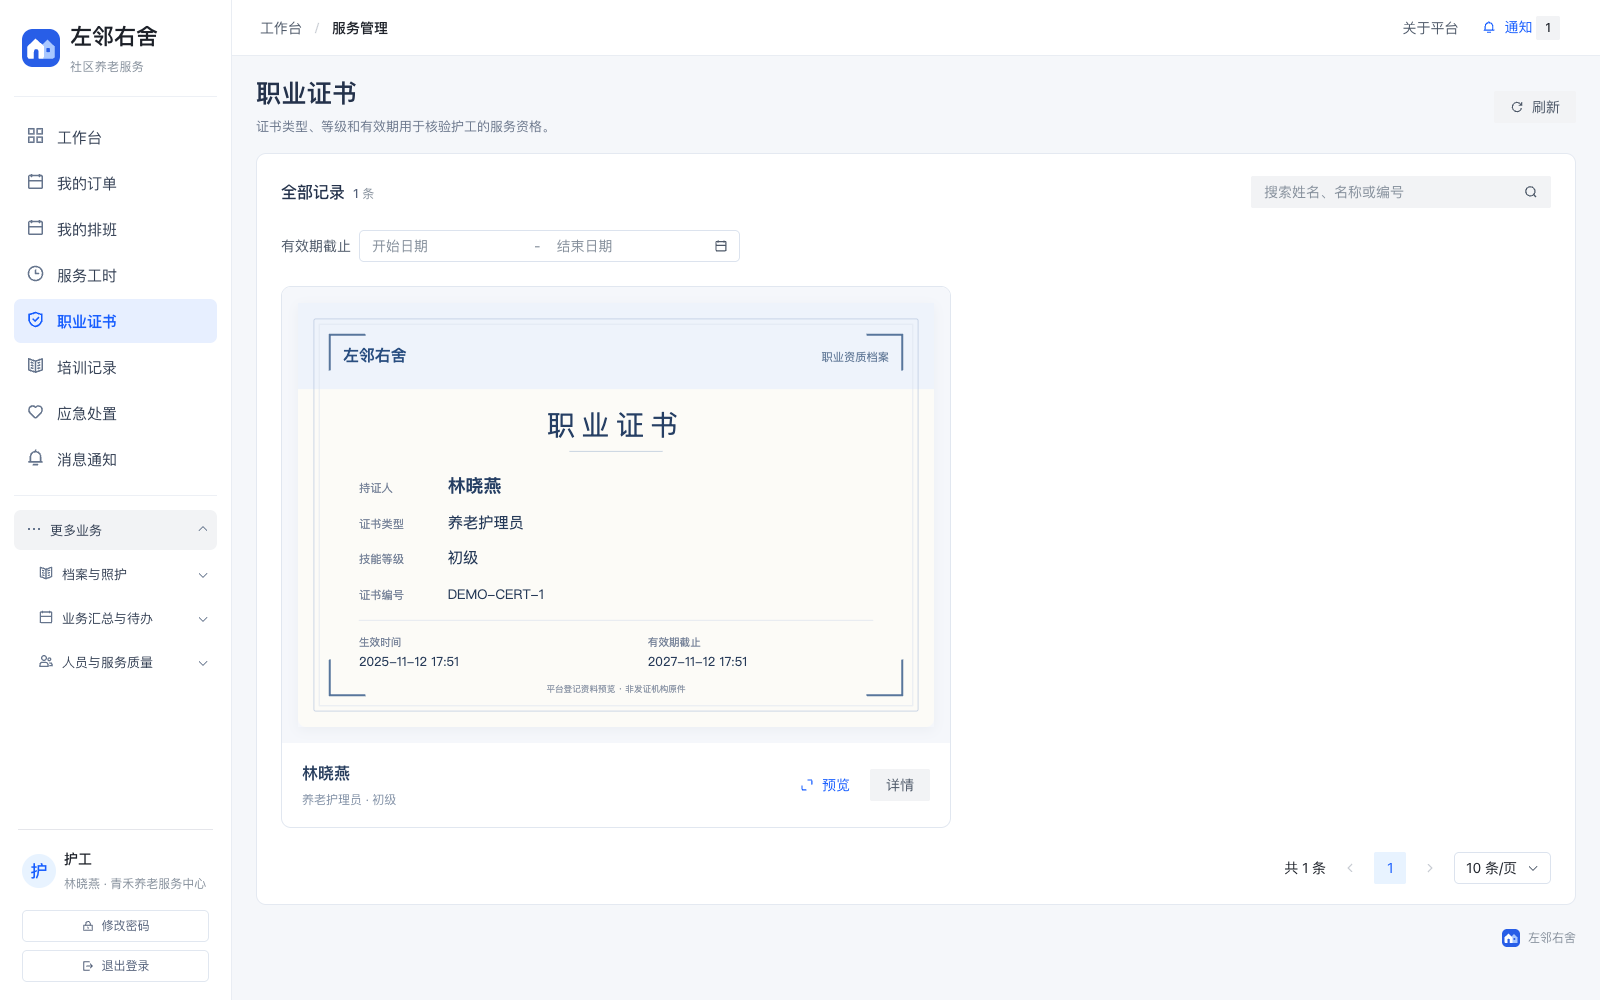 左邻右舍
社区养老服务
工作台
我的订单
我的排班
服务工时
职业证书
培训记录
应急处置
消息通知
更多业务
档案与照护
业务汇总与待办
人员与服务质量
护
护工
林晓燕 · 青禾养老服务中心
修改密码
退出登录
工作台 / 服务管理
关于平台 通知 1
职业证书
证书类型、等级和有效期用于核验护工的服务资格。
刷新
全部记录 1 条
搜索姓名、名称或编号
有效期截止 开始日期 - 结束日期
左邻右舍 职业资质档案
职业证书
持证人 林晓燕
证书类型 养老护理员
技能等级 初级
证书编号 DEMO-CERT-1
生效时间 有效期截止
2025-11-12 17:51 2027-11-12 17:51
平台登记资料预览 · 非发证机构原件
林晓燕
养老护理员 · 初级
预览 详情
共 1 条 1 10 条/页
左邻右舍